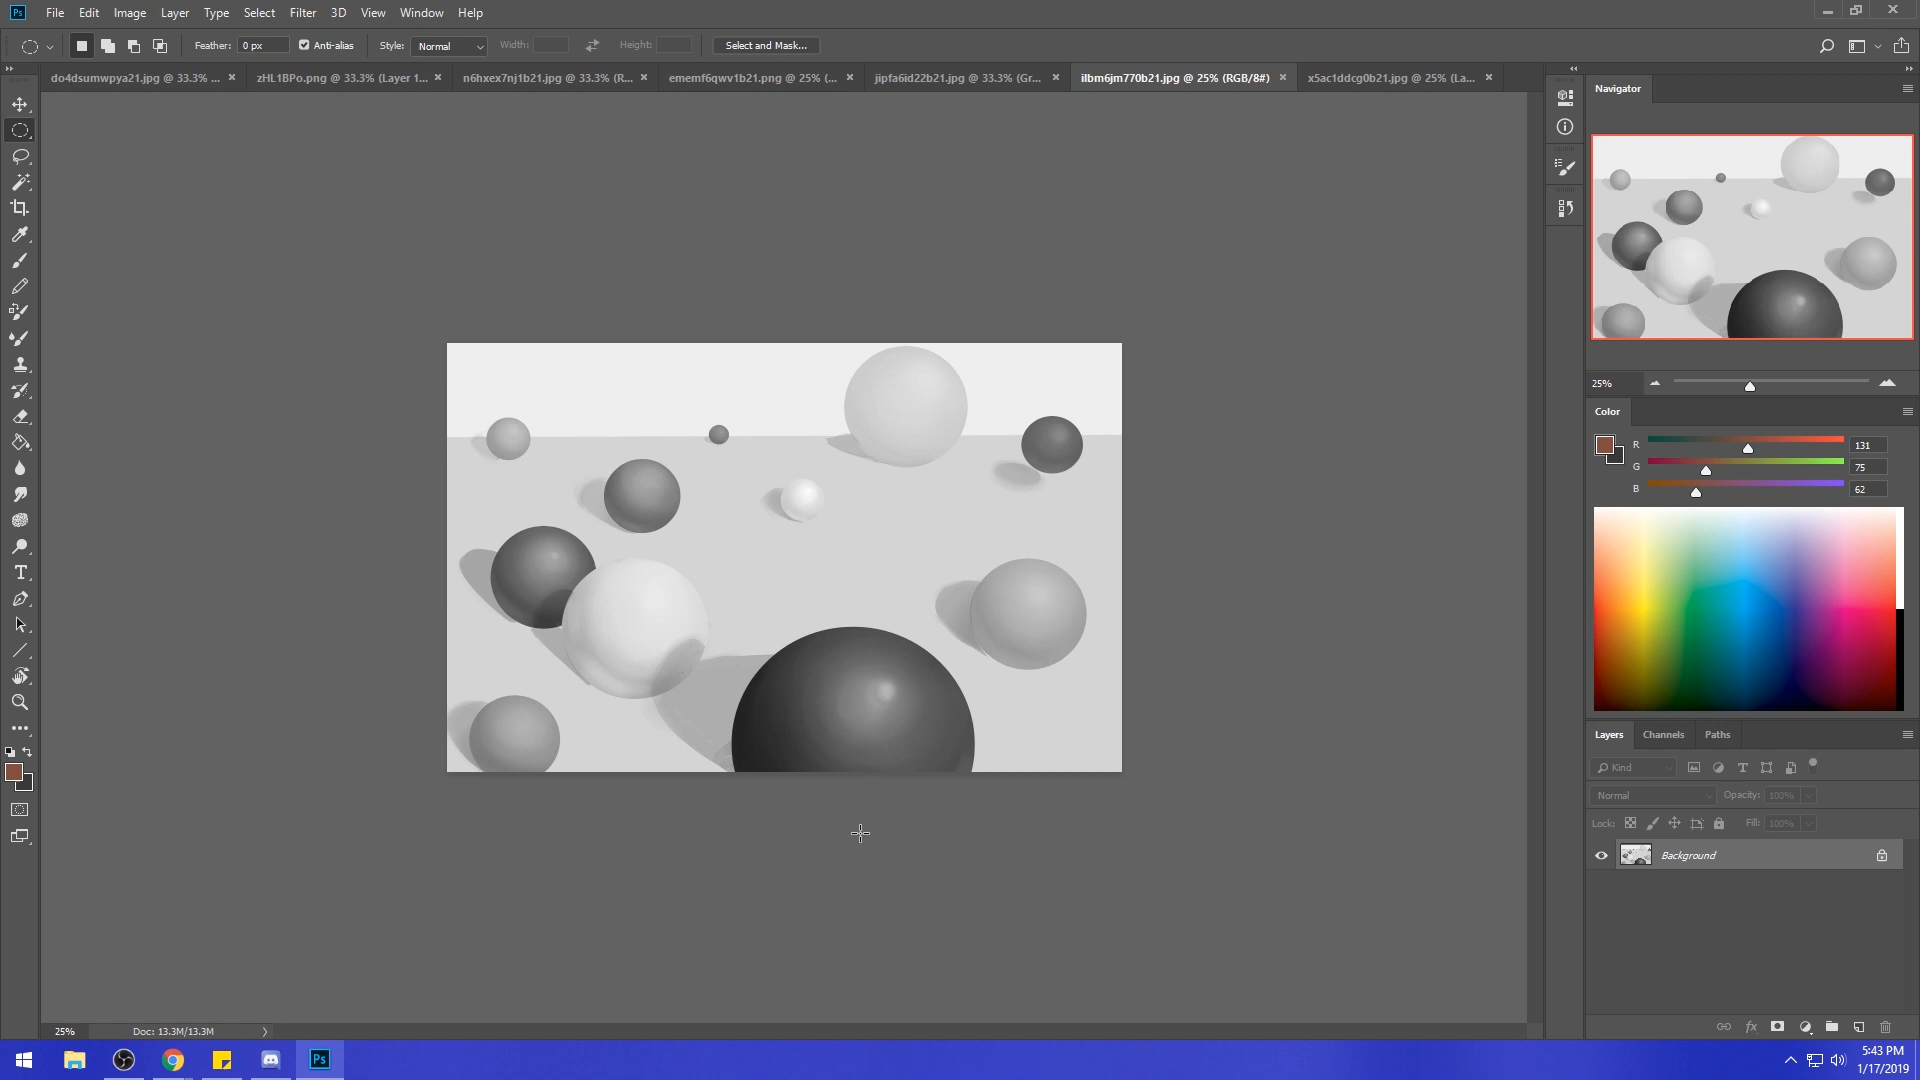 Ps File Edit Image Layer Type Select Filter 3D View Window Help
Feather: 0 px Anti-alias Style: Normal Width: Height: Select and Mask...
do4dsumwpya21.jpg @ 33.3% ... × zHL1BPo.png @ 33.3% (Layer 1... × n6hxex7nj1b21.jpg @ 33.3% (R... × ememf6qwv1b21.png @ 25% (... × jipfa6id22b21.jpg @ 33.3% (Gr... × ilbm6jm770b21.jpg @ 25% (RGB/8#) × x5ac1ddcg0b21.jpg @ 25% (La... ×
Navigator
25%
Color
R 131
G 75
B 62
Layers Channels Paths
Kind
Normal Opacity: 100%
Lock: Fill: 100%
Background
fx
25% Doc: 13.3M/13.3M
Ps
5:43 PM
1/17/2019